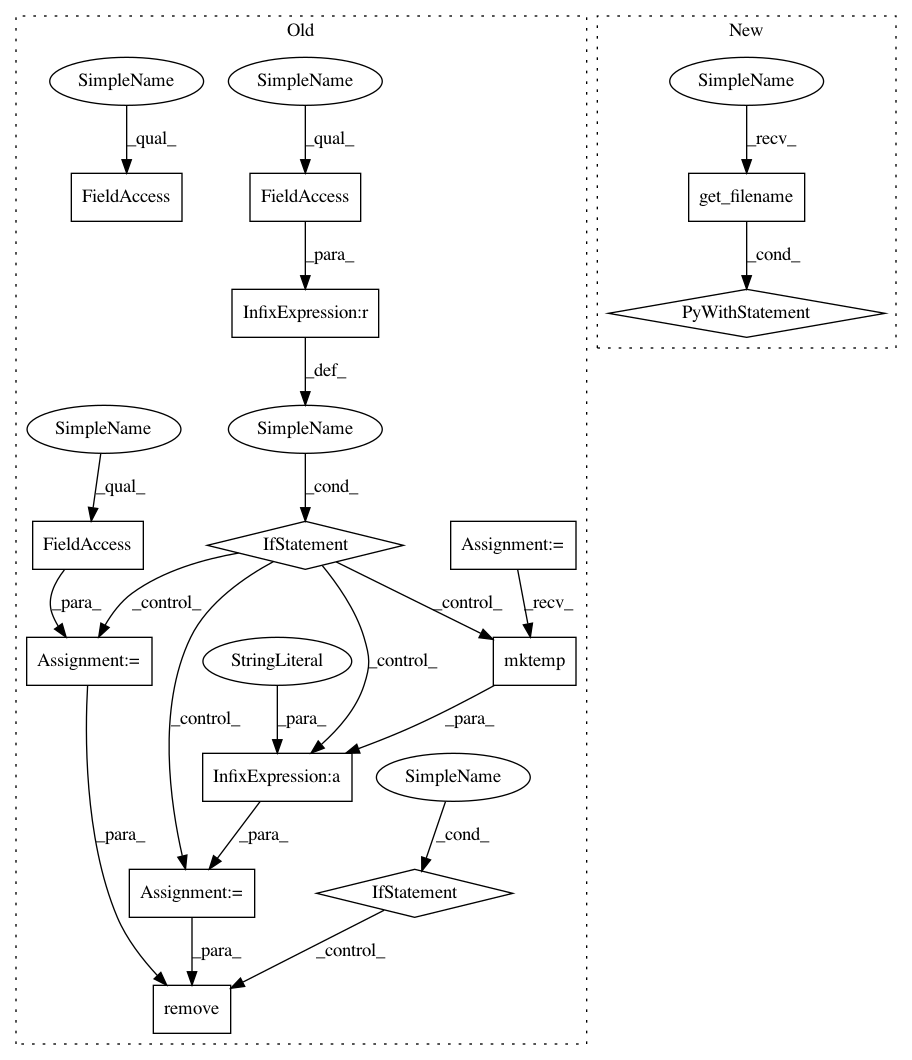 Old
New
SimpleName
SimpleName
SimpleName
_qual_
_qual_
_recv_
FieldAccess
FieldAccess
get_filename
_para_
_cond_
InfixExpression:r
PyWithStatement
_def_
SimpleName
SimpleName
_qual_
_cond_
FieldAccess
IfStatement
Assignment:=
_para_
_control_
_control_
_recv_
Assignment:=
StringLiteral
_control_
mktemp
_control_
_para_
_para_
InfixExpression:a
SimpleName
_para_
_para_
_cond_
Assignment:=
IfStatement
_para_
_control_
remove